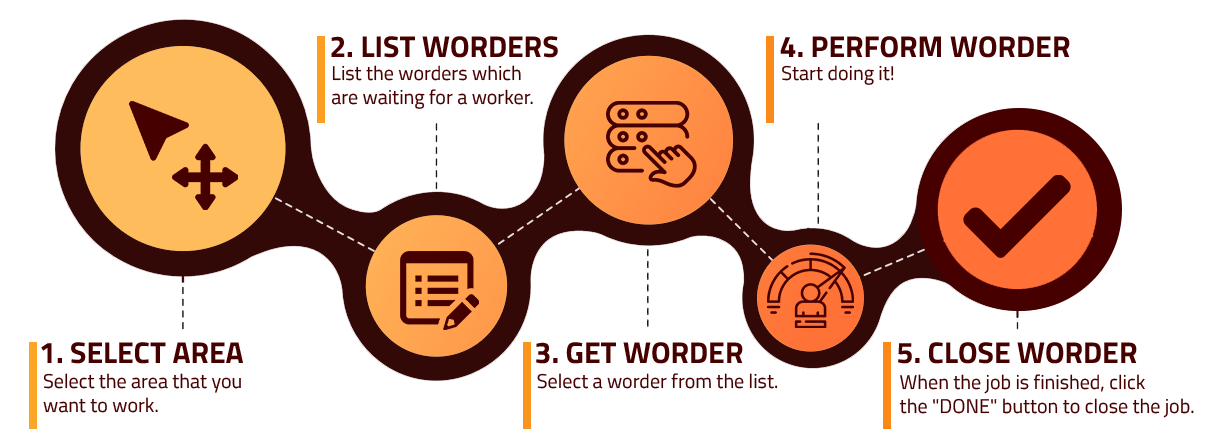 1. SELECT AREA
Select the area that you
want to work.
2. LIST WORDERS
List the worders which
are waiting for a worker.
3. GET WORDER
Select a worder from the list.
4. PERFORM WORDER
Start doing it!
5. CLOSE WORDER
When the job is finished, click
the "DONE" button to close the job.